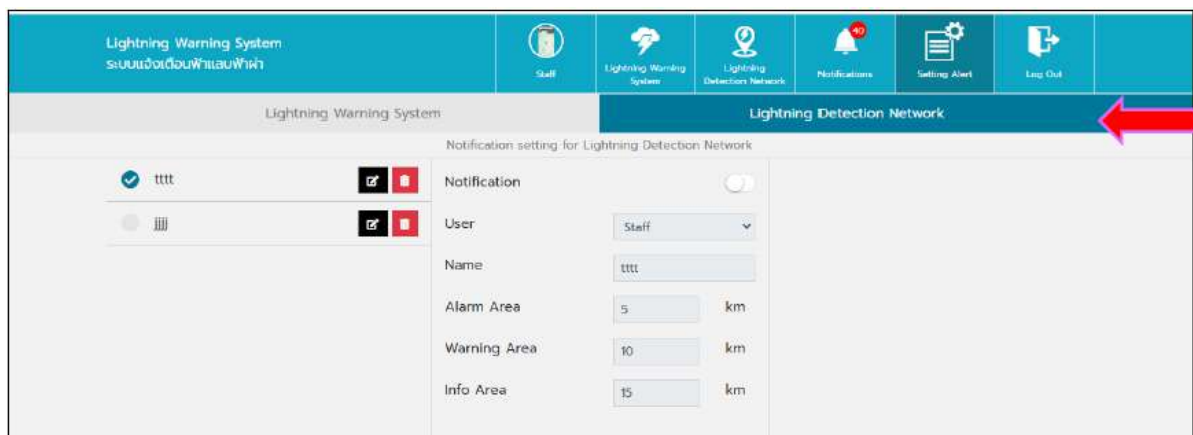 Lightning Warning System
ระบบแจ้งเตือนฟ้าแลบฟ้าผ่า
Staff
Lightning Warning
System
Lightning
Detection Network
40
Notifications
Setting Alert
Log Out
Lightning Warning System
Lightning Detection Network
Notification setting for Lightning Detection Network
tttt
jjjj
Notification
User
Staff
Name
tttt
Alarm Area
5
km
Warning Area
10
km
Info Area
15
km